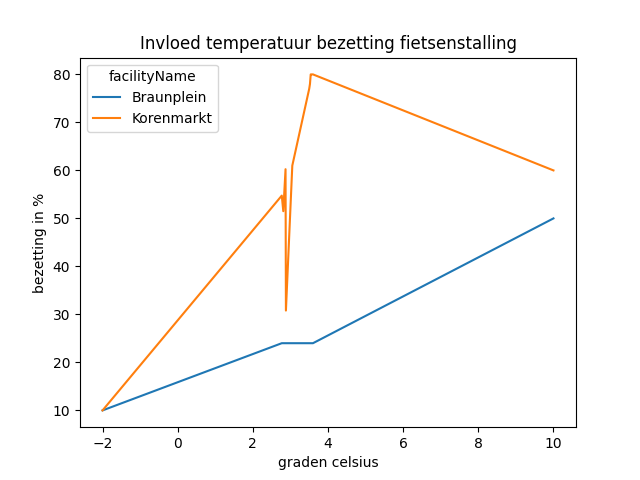 Invloed temperatuur bezetting fietsenstalling
facilityName
Braunplein
Korenmarkt
bezetting in %
80
70
60
50
40
30
20
10
−2
0
2
4
6
8
10
graden celsius